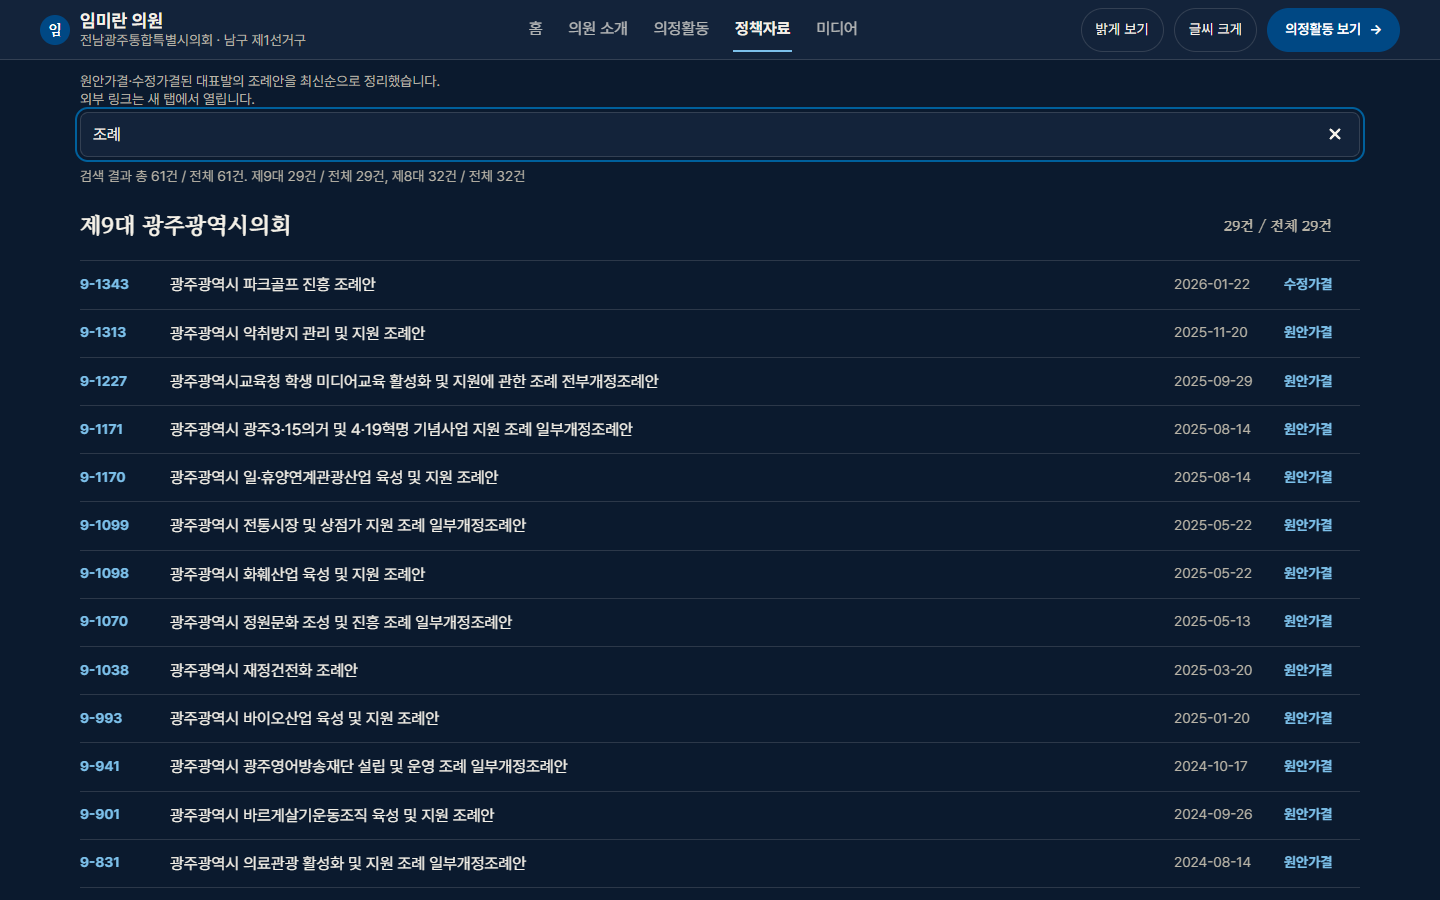 임
임미란 의원
전남광주통합특별시의회 · 남구 제1선거구
홈
의원 소개
의정활동
정책자료
미디어
밝게 보기
글씨 크게
의정활동 보기 →
원안가결·수정가결된 대표발의 조례안을 최신순으로 정리했습니다.
외부 링크는 새 탭에서 열립니다.
조례
검색 결과 총 61건 / 전체 61건. 제9대 29건 / 전체 29건, 제8대 32건 / 전체 32건
제9대 광주광역시의회
29건 / 전체 29건
9-1343 광주광역시 파크골프 진흥 조례안 2026-01-22 수정가결
9-1313 광주광역시 악취방지 관리 및 지원 조례안 2025-11-20 원안가결
9-1227 광주광역시교육청 학생 미디어교육 활성화 및 지원에 관한 조례 전부개정조례안 2025-09-29 원안가결
9-1171 광주광역시 광주3·15의거 및 4·19혁명 기념사업 지원 조례 일부개정조례안 2025-08-14 원안가결
9-1170 광주광역시 일·휴양연계관광산업 육성 및 지원 조례안 2025-08-14 원안가결
9-1099 광주광역시 전통시장 및 상점가 지원 조례 일부개정조례안 2025-05-22 원안가결
9-1098 광주광역시 화훼산업 육성 및 지원 조례안 2025-05-22 원안가결
9-1070 광주광역시 정원문화 조성 및 진흥 조례 일부개정조례안 2025-05-13 원안가결
9-1038 광주광역시 재정건전화 조례안 2025-03-20 원안가결
9-993 광주광역시 바이오산업 육성 및 지원 조례안 2025-01-20 원안가결
9-941 광주광역시 광주영어방송재단 설립 및 운영 조례 일부개정조례안 2024-10-17 원안가결
9-901 광주광역시 바르게살기운동조직 육성 및 지원 조례안 2024-09-26 원안가결
9-831 광주광역시 의료관광 활성화 및 지원 조례 일부개정조례안 2024-08-14 원안가결